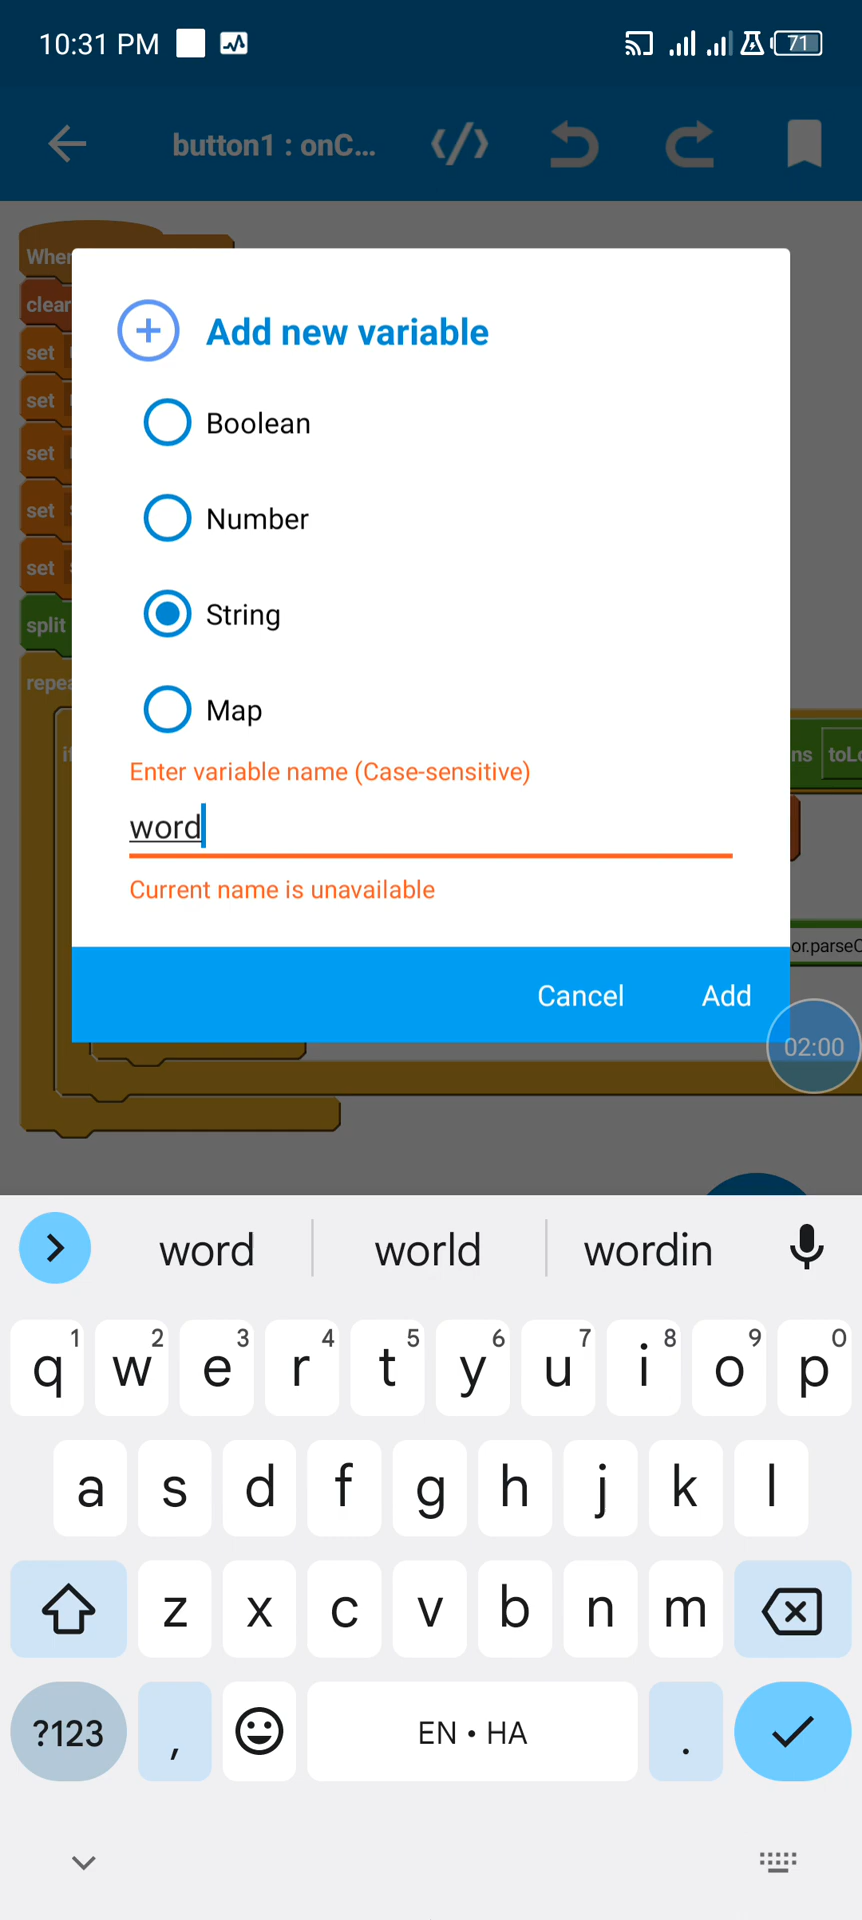 10:31 PM
71
button1 : onC...
When
clear
set
set
set
set
set
split
repea
Add new variable
Boolean
Number
String
Map
Enter variable name (Case-sensitive)
word
Current name is unavailable
Cancel Add
ns toLo
or.parseC
02:00
word world wordin
q 1 w 2 e 3 r 4 t 5 y 6 u 7 i 8 o 9 p 0
a s d f g h j k l
z x c v b n m
?123 , EN • HA .